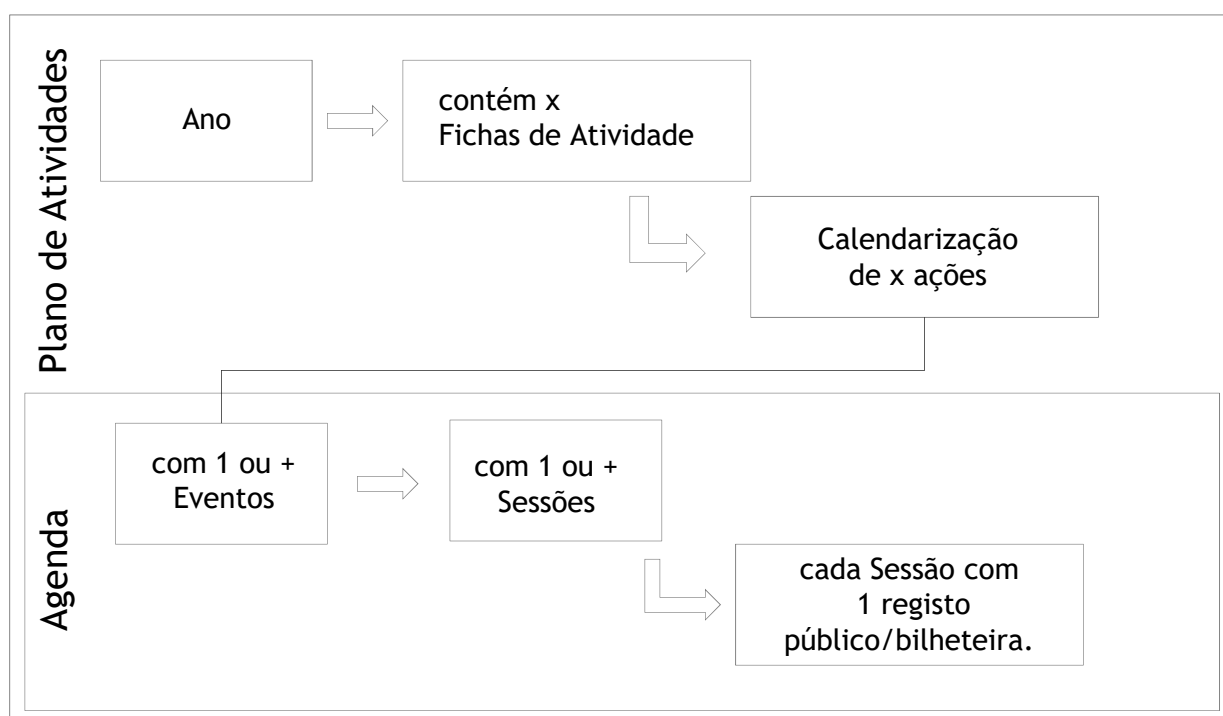 Plano de Atividades
Ano
contém x
Fichas de Atividade
Calendarização
de x ações
Agenda
com 1 ou +
Eventos
com 1 ou +
Sessões
cada Sessão com
1 registo
público/bilheteira.